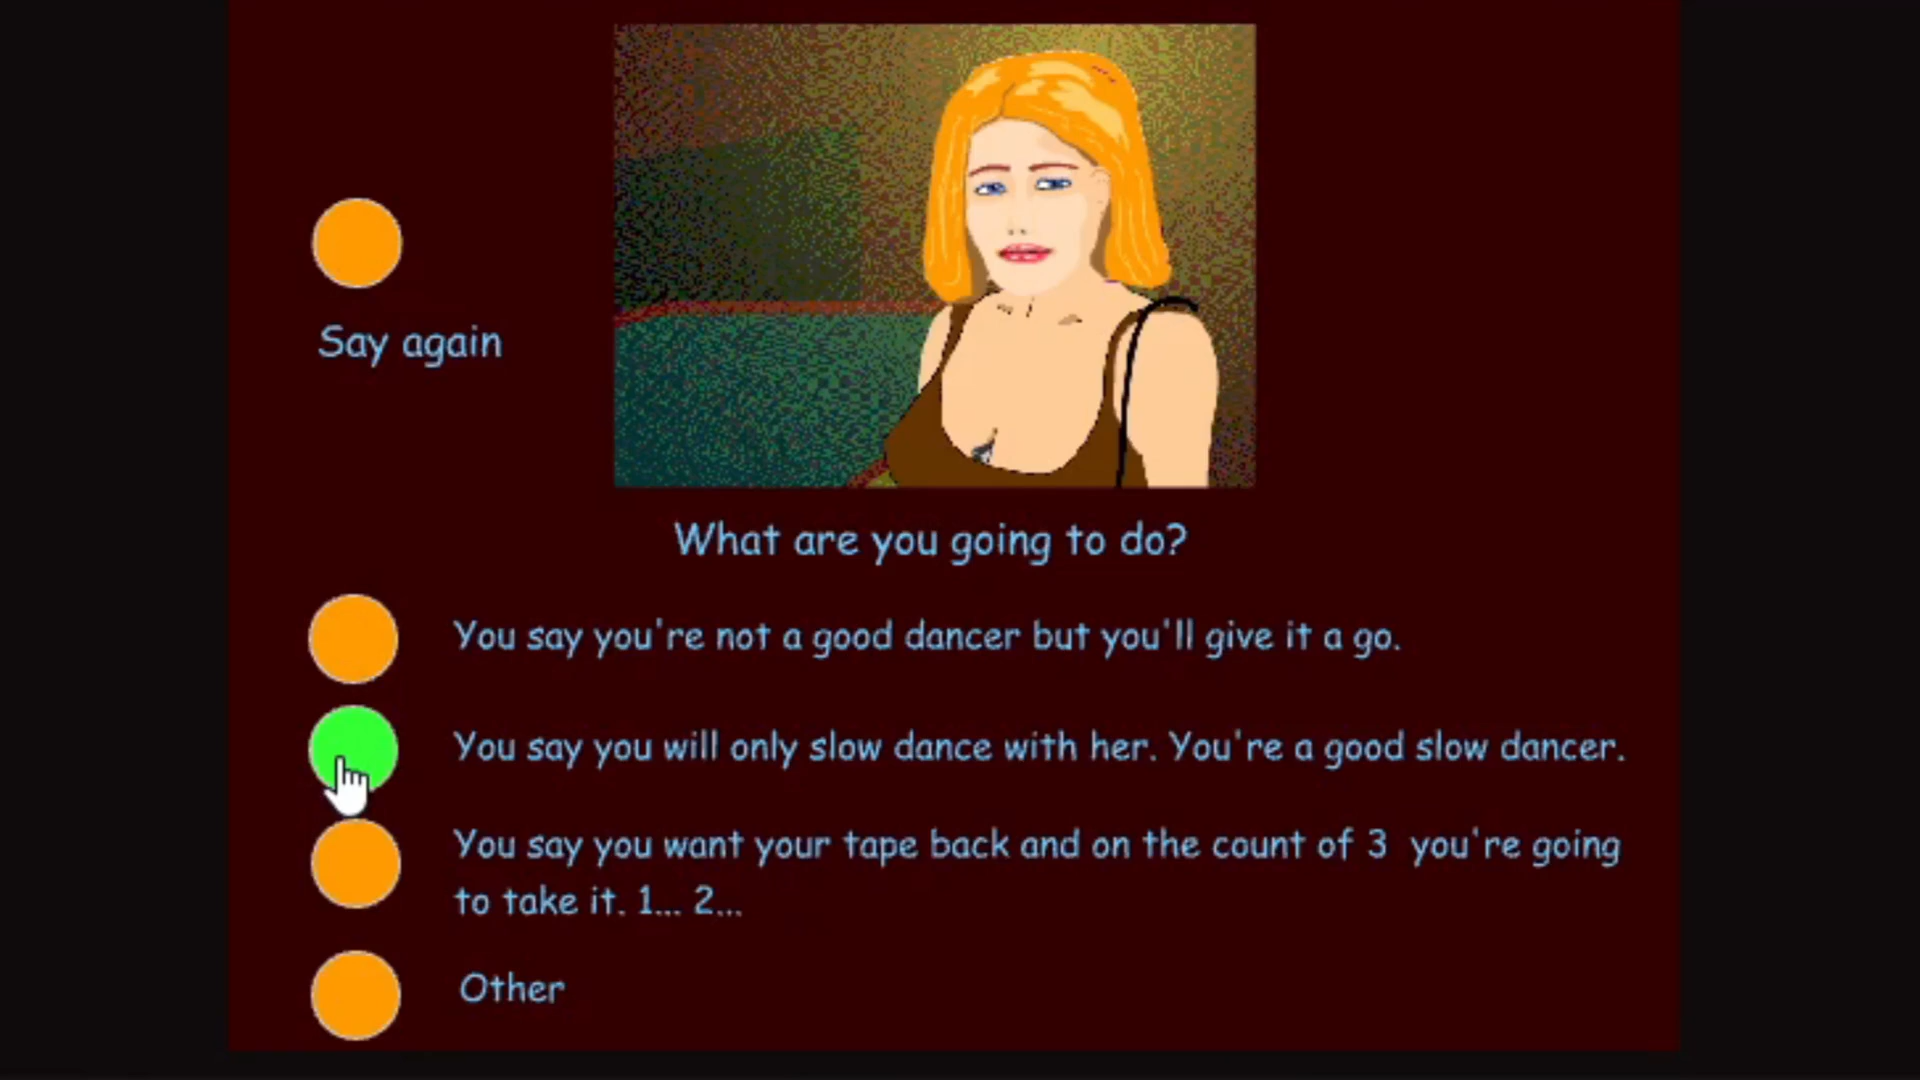 Say again
What are you going to do?
You say you're not a good dancer but you'll give it a go.
You say you will only slow dance with her. You're a good slow dancer.
You say you want your tape back and on the count of 3  you're going
to take it. 1... 2...
Other